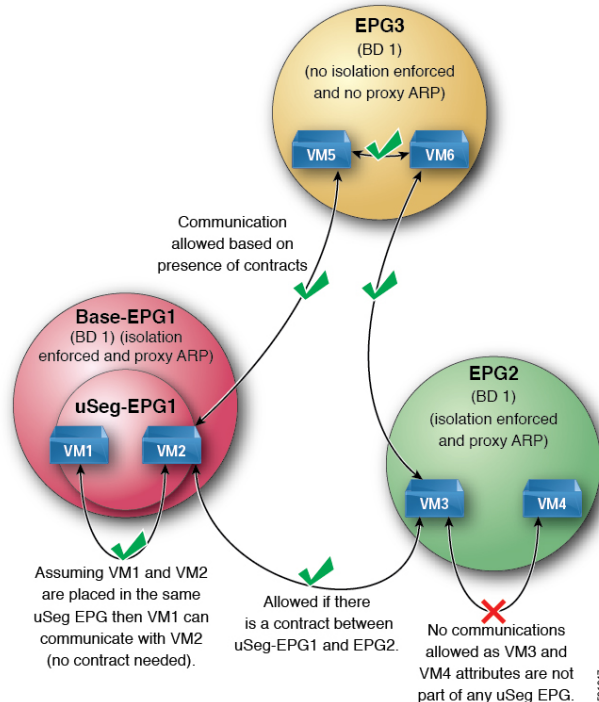 EPG3
(BD 1)
(no isolation enforced
and no proxy ARP)
VM5
VM6
Communication
allowed based on
presence of contracts
Base-EPG1
(BD 1) (isolation
enforced and proxy ARP)
uSeg-EPG1
VM1
VM2
EPG2
(BD 1)
(isolation enforced
and proxy ARP)
VM3
VM4
Assuming VM1 and VM2
are placed in the same
uSeg EPG then VM1 can
communicate with VM2
(no contract needed).
Allowed if there
is a contract between
uSeg-EPG1 and EPG2.
No communications
allowed as VM3 and
VM4 attributes are not
part of any uSeg EPG.